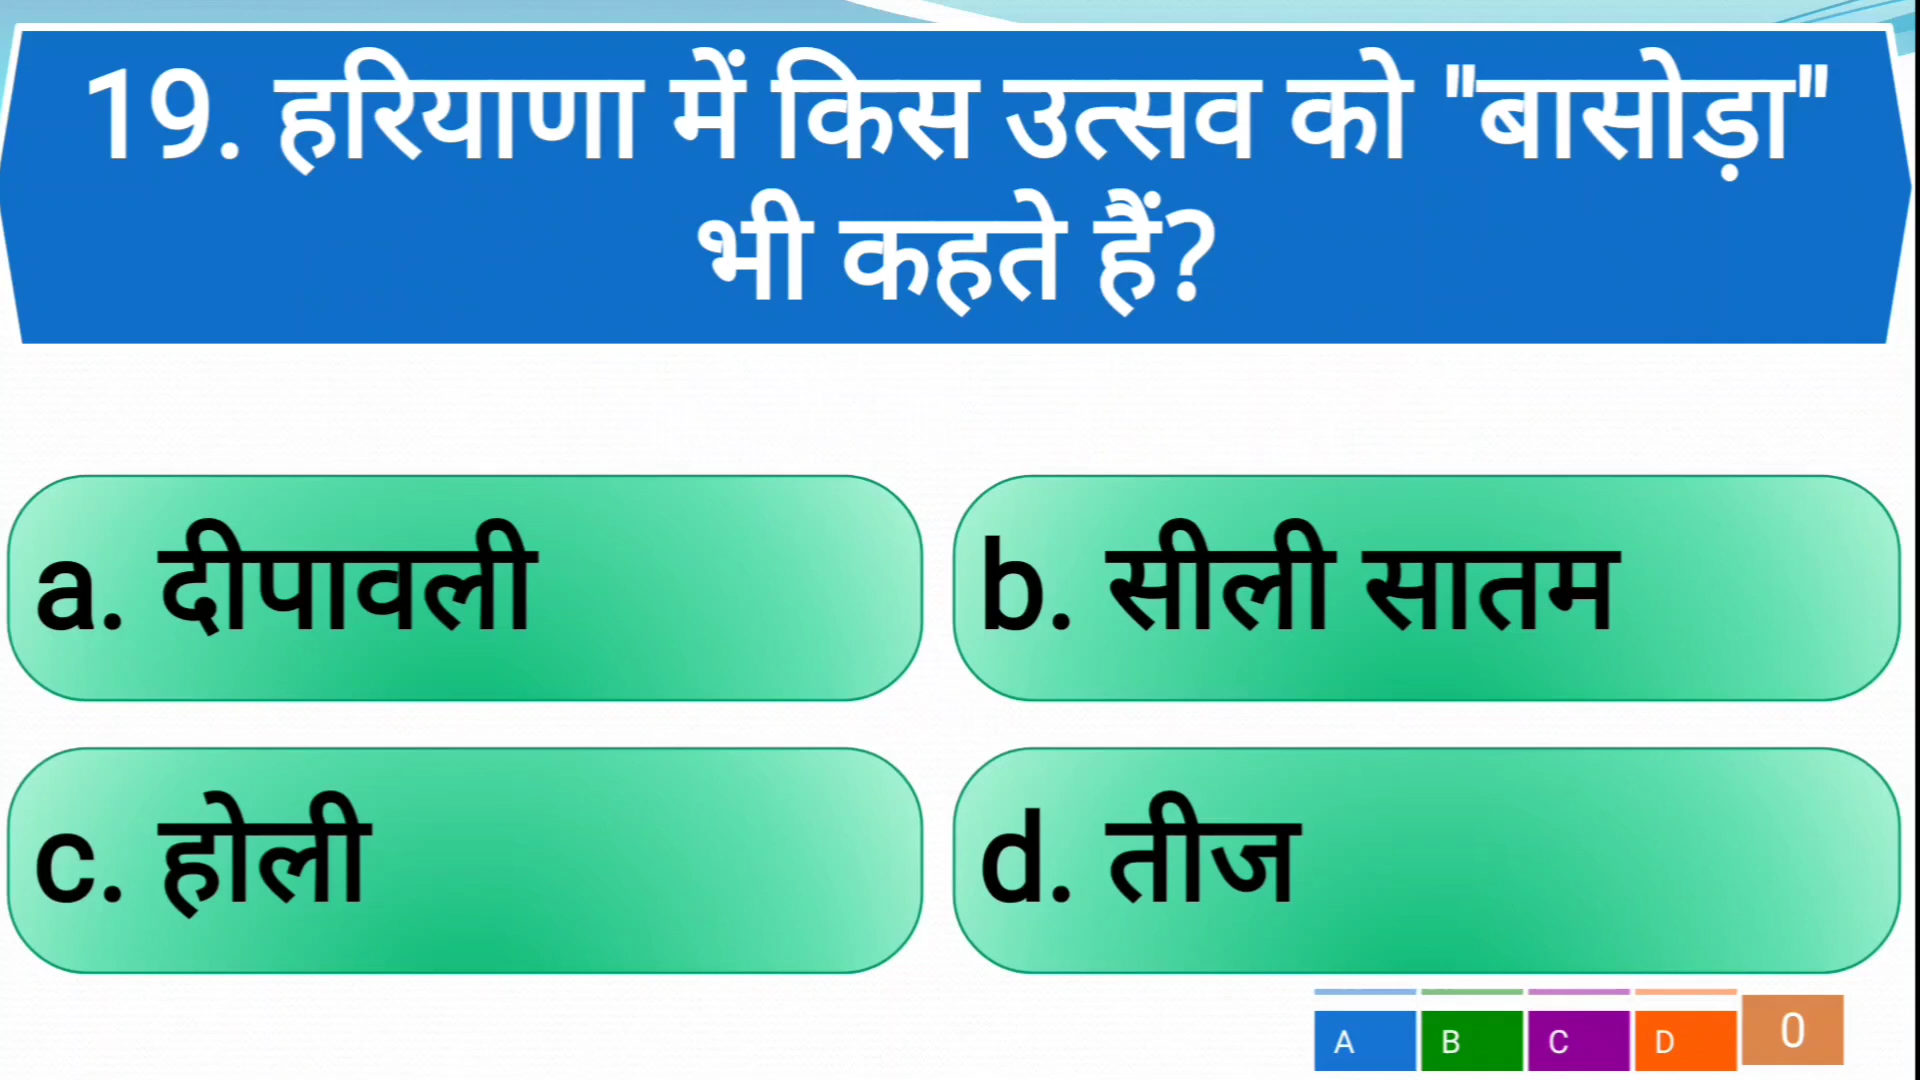 19. हरियाणा में किस उत्सव को "बासोड़ा"
भी कहते हैं?
a. दीपावली
b. सीली सातम
c. होली
d. तीज
A B C D 0